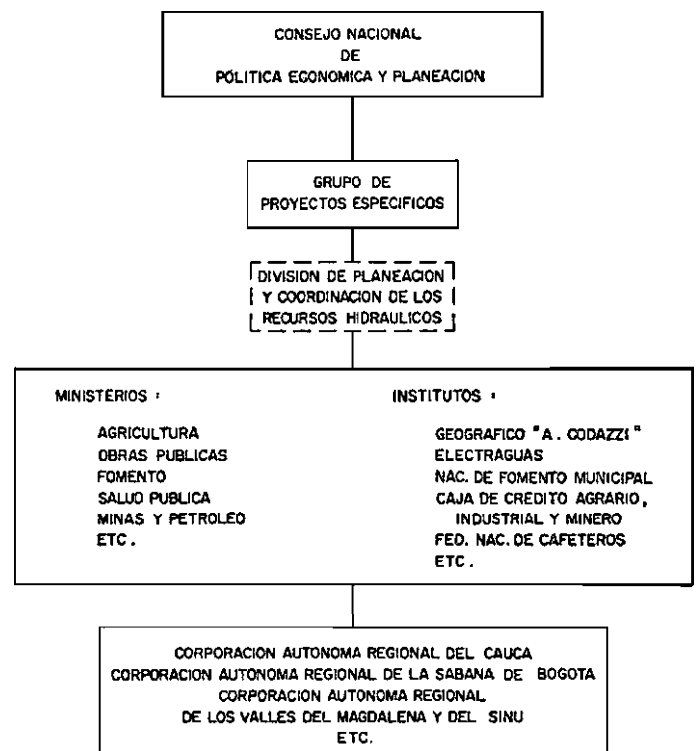 CONSEJO NACIONAL
DE
POLITICA ECONOMICA Y PLANEACION
GRUPO DE
PROYECTOS ESPECIFICOS
DIVISION DE PLANEACION
Y COORDINACION DE LOS
RECURSOS HIDRAULICOS
MINISTERIOS :
AGRICULTURA
OBRAS PUBLICAS
FOMENTO
SALUD PUBLICA
MINAS Y PETROLEO
ETC.
INSTITUTOS :
GEOGRAFICO "A. CODAZZI"
ELECTRAGUAS
NAC. DE FOMENTO MUNICIPAL
CAJA DE CREDITO AGRARIO,
INDUSTRIAL Y MINERO
FED. NAC. DE CAFETEROS
ETC.
CORPORACION AUTONOMA REGIONAL DEL CAUCA
CORPORACION AUTONOMA REGIONAL DE LA SABANA DE BOGOTA
CORPORACION AUTONOMA REGIONAL
DE LOS VALLES DEL MAGDALENA Y DEL SINU
ETC.